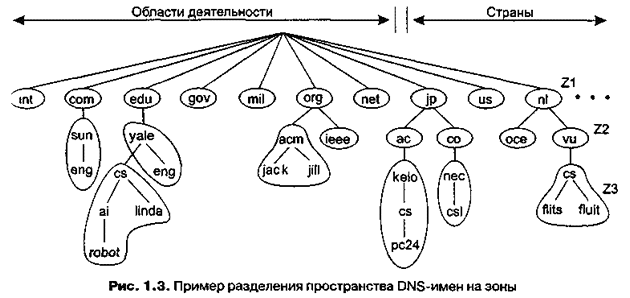 Области деятельности Страны
Z1
int com edu gov mil org net jp us nl . . .
Z2
sun yale acm ieee ac co oce vu
eng eng jack jill keio nec cs
cs Z3
ai linda cs csl flits fluit
robot pc24
Рис. 1.3. Пример разделения пространства DNS-имен на зоны